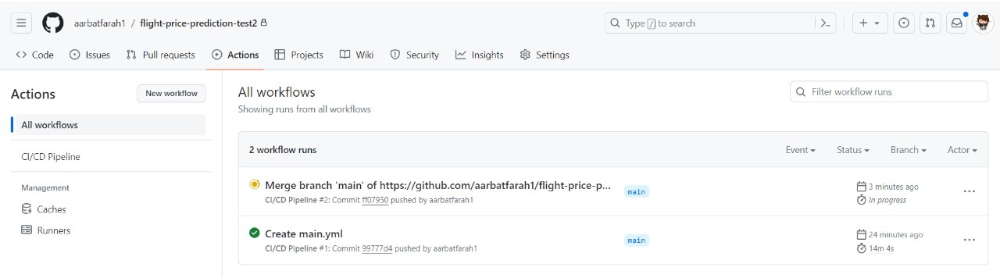 aarbatfarah1 / flight-price-prediction-test2
Type / to search
Code Issues Pull requests Actions Projects Wiki Security Insights Settings
Actions
New workflow
All workflows
CI/CD Pipeline
Management
Caches
Runners
All workflows
Showing runs from all workflows
Filter workflow runs
2 workflow runs
Event Status Branch Actor
Merge branch 'main' of https://github.com/aarbatfarah1/flight-price-p...
CI/CD Pipeline #2: Commit ff07950 pushed by aarbatfarah1
main
3 minutes ago
In progress
Create main.yml
CI/CD Pipeline #1: Commit 99777d4 pushed by aarbatfarah1
main
24 minutes ago
14m 4s